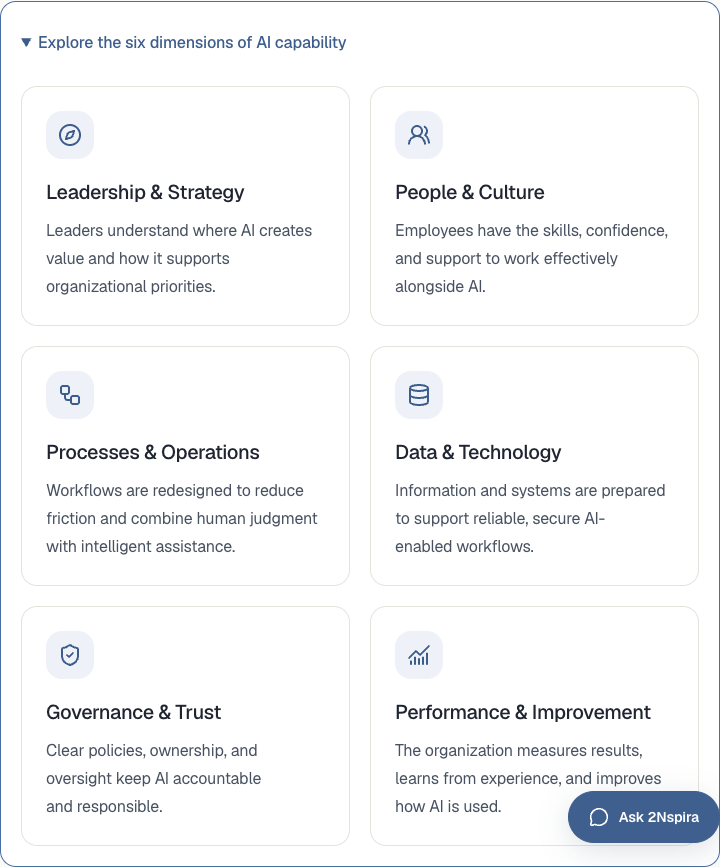 Explore the six dimensions of AI capability
Leadership & Strategy
Leaders understand where AI creates
value and how it supports
organizational priorities.
People & Culture
Employees have the skills, confidence,
and support to work effectively
alongside AI.
Processes & Operations
Workflows are redesigned to reduce
friction and combine human judgment
with intelligent assistance.
Data & Technology
Information and systems are prepared
to support reliable, secure AI-
enabled workflows.
Governance & Trust
Clear policies, ownership, and
oversight keep AI accountable
and responsible.
Performance & Improvement
The organization measures results,
learns from experience, and improves
how AI is used.
Ask 2Nspira